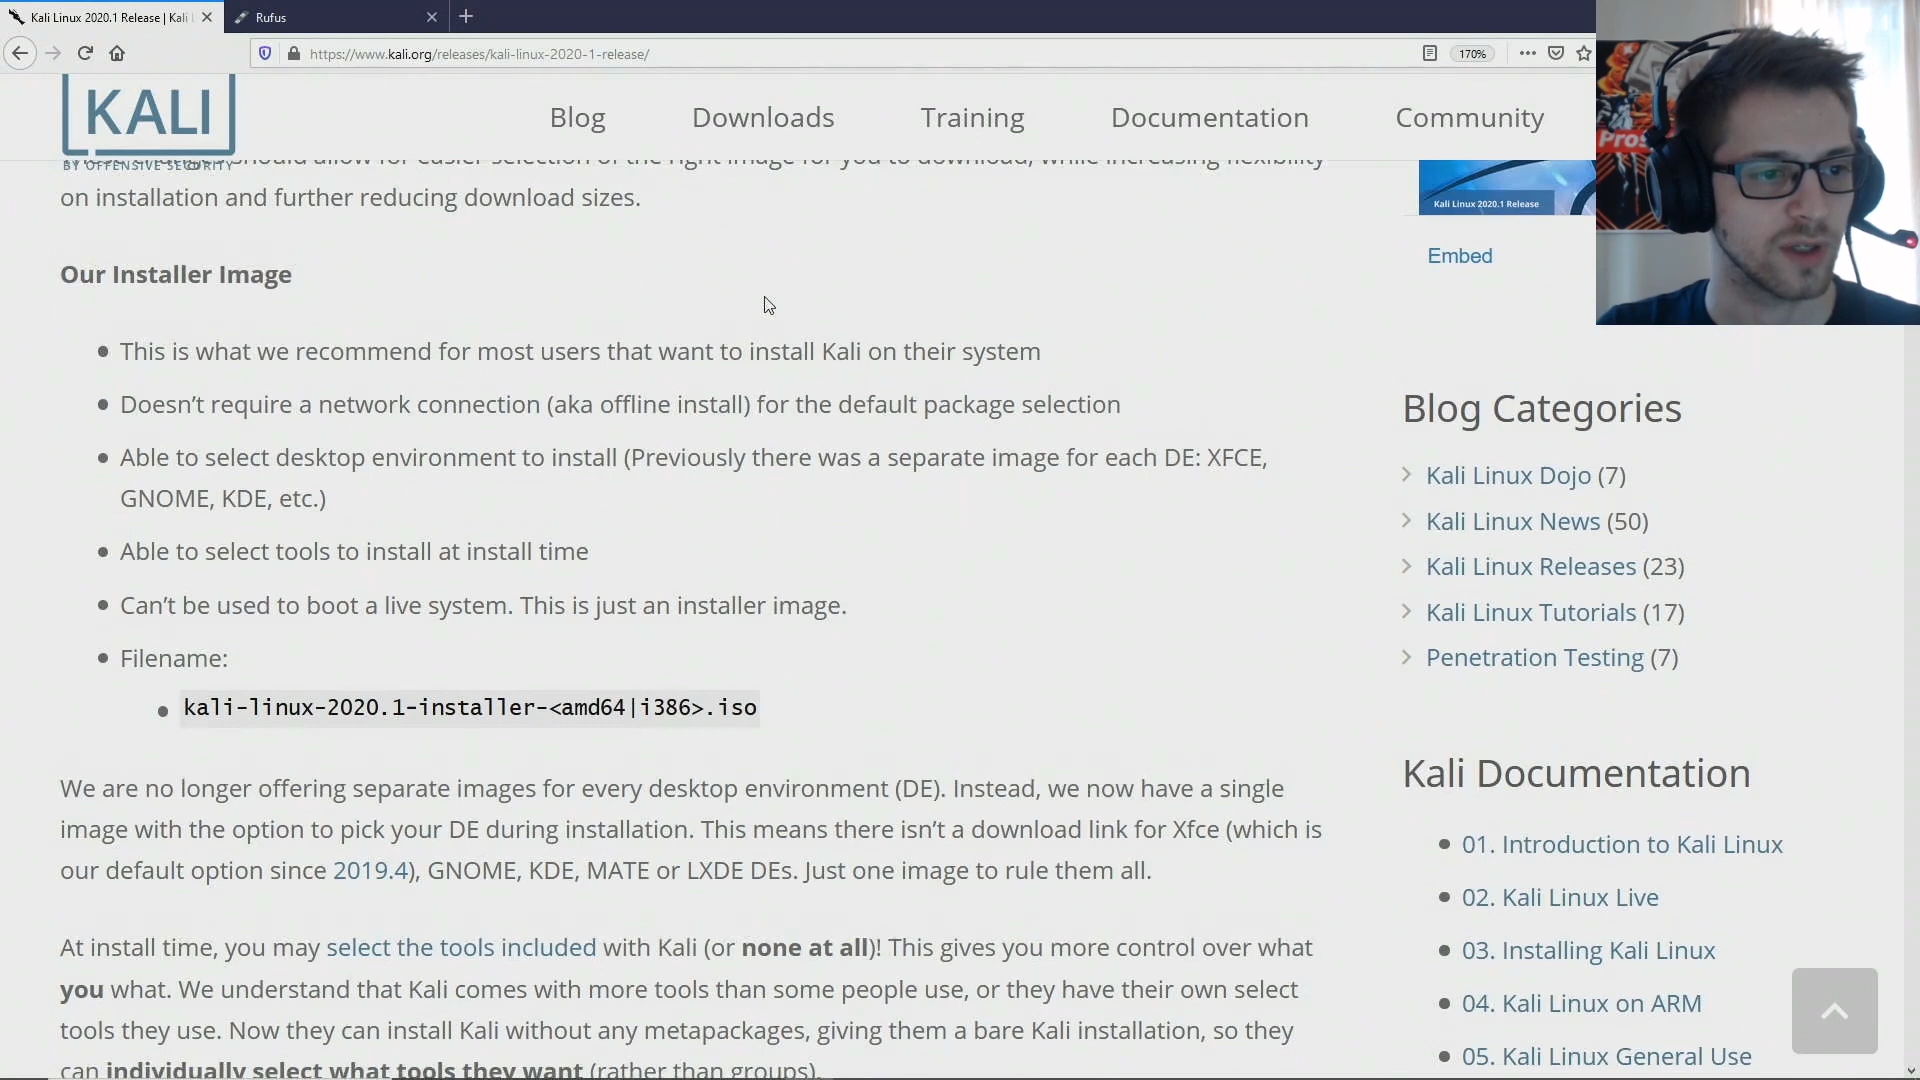 Kali Linux 2020.1 Release | Kali
Rufus
https://www.kali.org/releases/kali-linux-2020-1-release/
170%
KALI
BY OFFENSIVE SECURITY
Blog
Downloads
Training
Documentation
Community
should allow for easier selection of the right image for you to download, while increasing flexibility
on installation and further reducing download sizes.
Our Installer Image
This is what we recommend for most users that want to install Kali on their system
Doesn’t require a network connection (aka offline install) for the default package selection
Able to select desktop environment to install (Previously there was a separate image for each DE: XFCE,
GNOME, KDE, etc.)
Able to select tools to install at install time
Can’t be used to boot a live system. This is just an installer image.
Filename:
kali-linux-2020.1-installer-<amd64|i386>.iso
We are no longer offering separate images for every desktop environment (DE). Instead, we now have a single
image with the option to pick your DE during installation. This means there isn’t a download link for Xfce (which is
our default option since 2019.4), GNOME, KDE, MATE or LXDE DEs. Just one image to rule them all.
At install time, you may select the tools included with Kali (or none at all)! This gives you more control over what
you what. We understand that Kali comes with more tools than some people use, or they have their own select
tools they use. Now they can install Kali without any metapackages, giving them a bare Kali installation, so they
can individually select what tools they want (rather than groups).
Kali Linux 2020.1 Release
Embed
Blog Categories
Kali Linux Dojo (7)
Kali Linux News (50)
Kali Linux Releases (23)
Kali Linux Tutorials (17)
Penetration Testing (7)
Kali Documentation
01. Introduction to Kali Linux
02. Kali Linux Live
03. Installing Kali Linux
04. Kali Linux on ARM
05. Kali Linux General Use